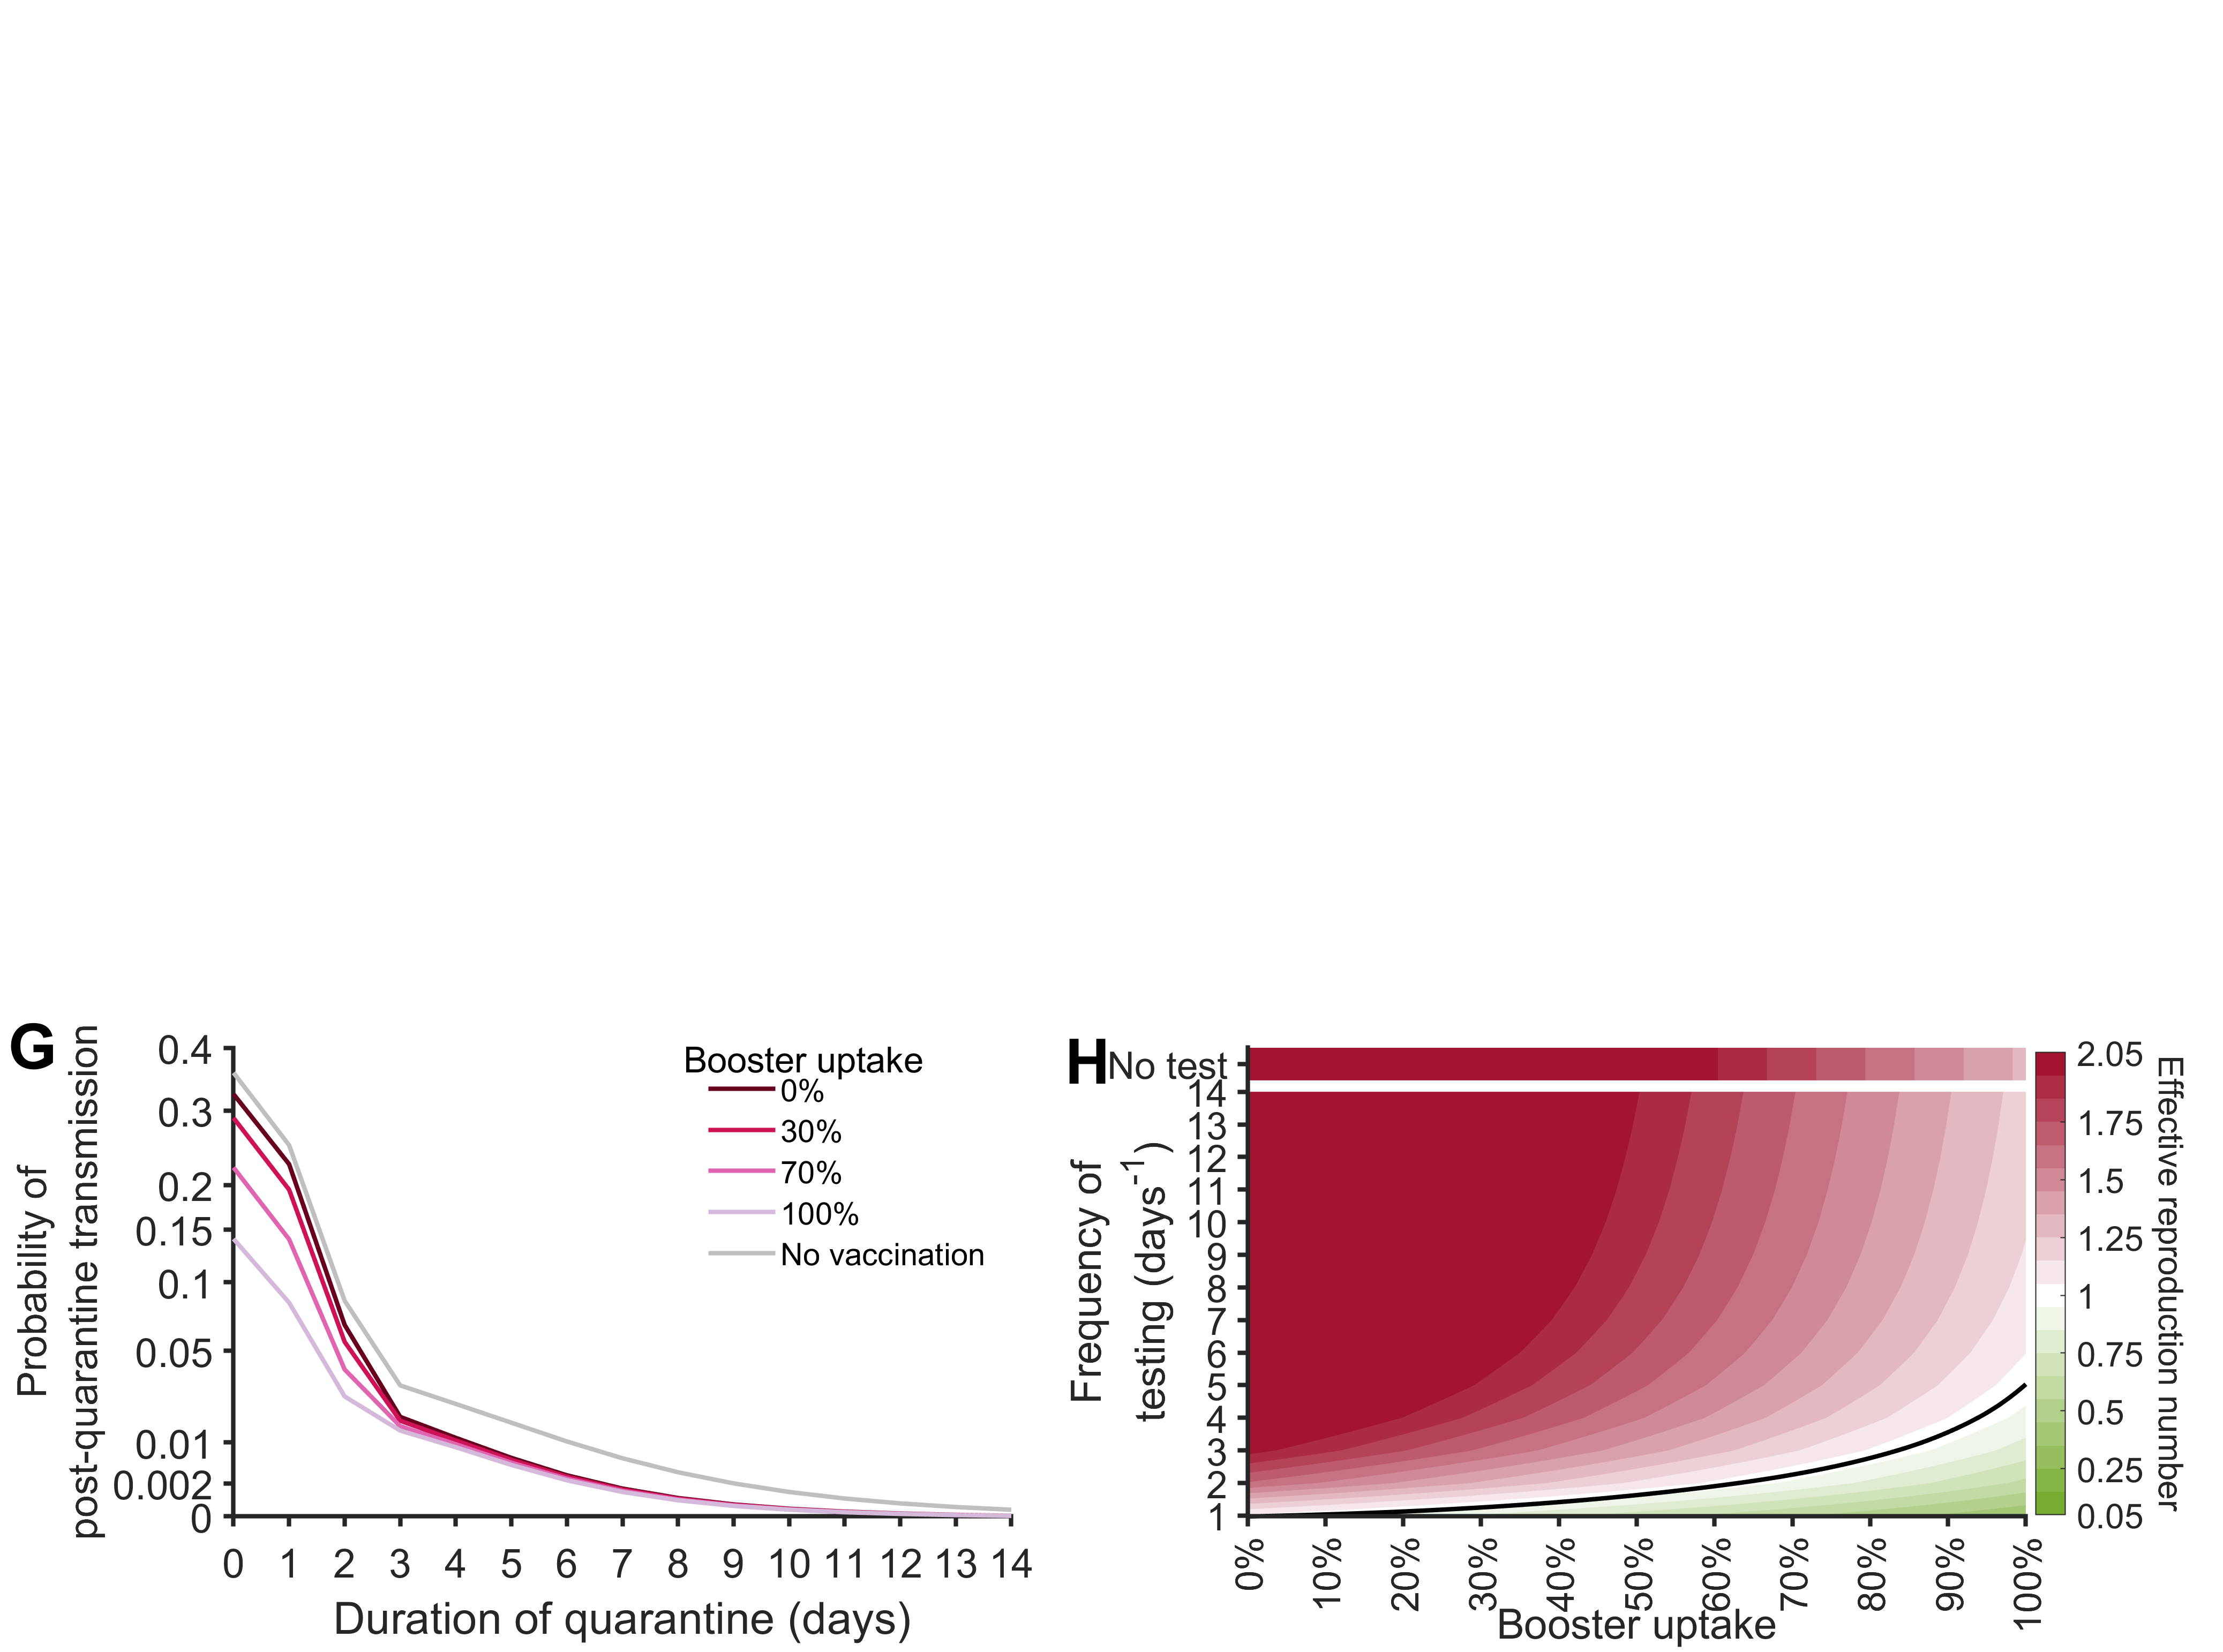 G
Probability of
post-quarantine transmission
0.4
0.3
0.2
0.15
0.1
0.05
0.01
0.002
0
0 1 2 3 4 5 6 7 8 9 10 11 12 13 14
Duration of quarantine (days)
Booster uptake
0%
30%
70%
100%
No vaccination
H
Frequency of
testing (days-1)
No test
14
13
12
11
10
9
8
7
6
5
4
3
2
1
0% 10% 20% 30% 40% 50% 60% 70% 80% 90% 100%
Booster uptake
2.05
1.75
1.5
1.25
1
0.75
0.5
0.25
0.05
Effective reproduction number